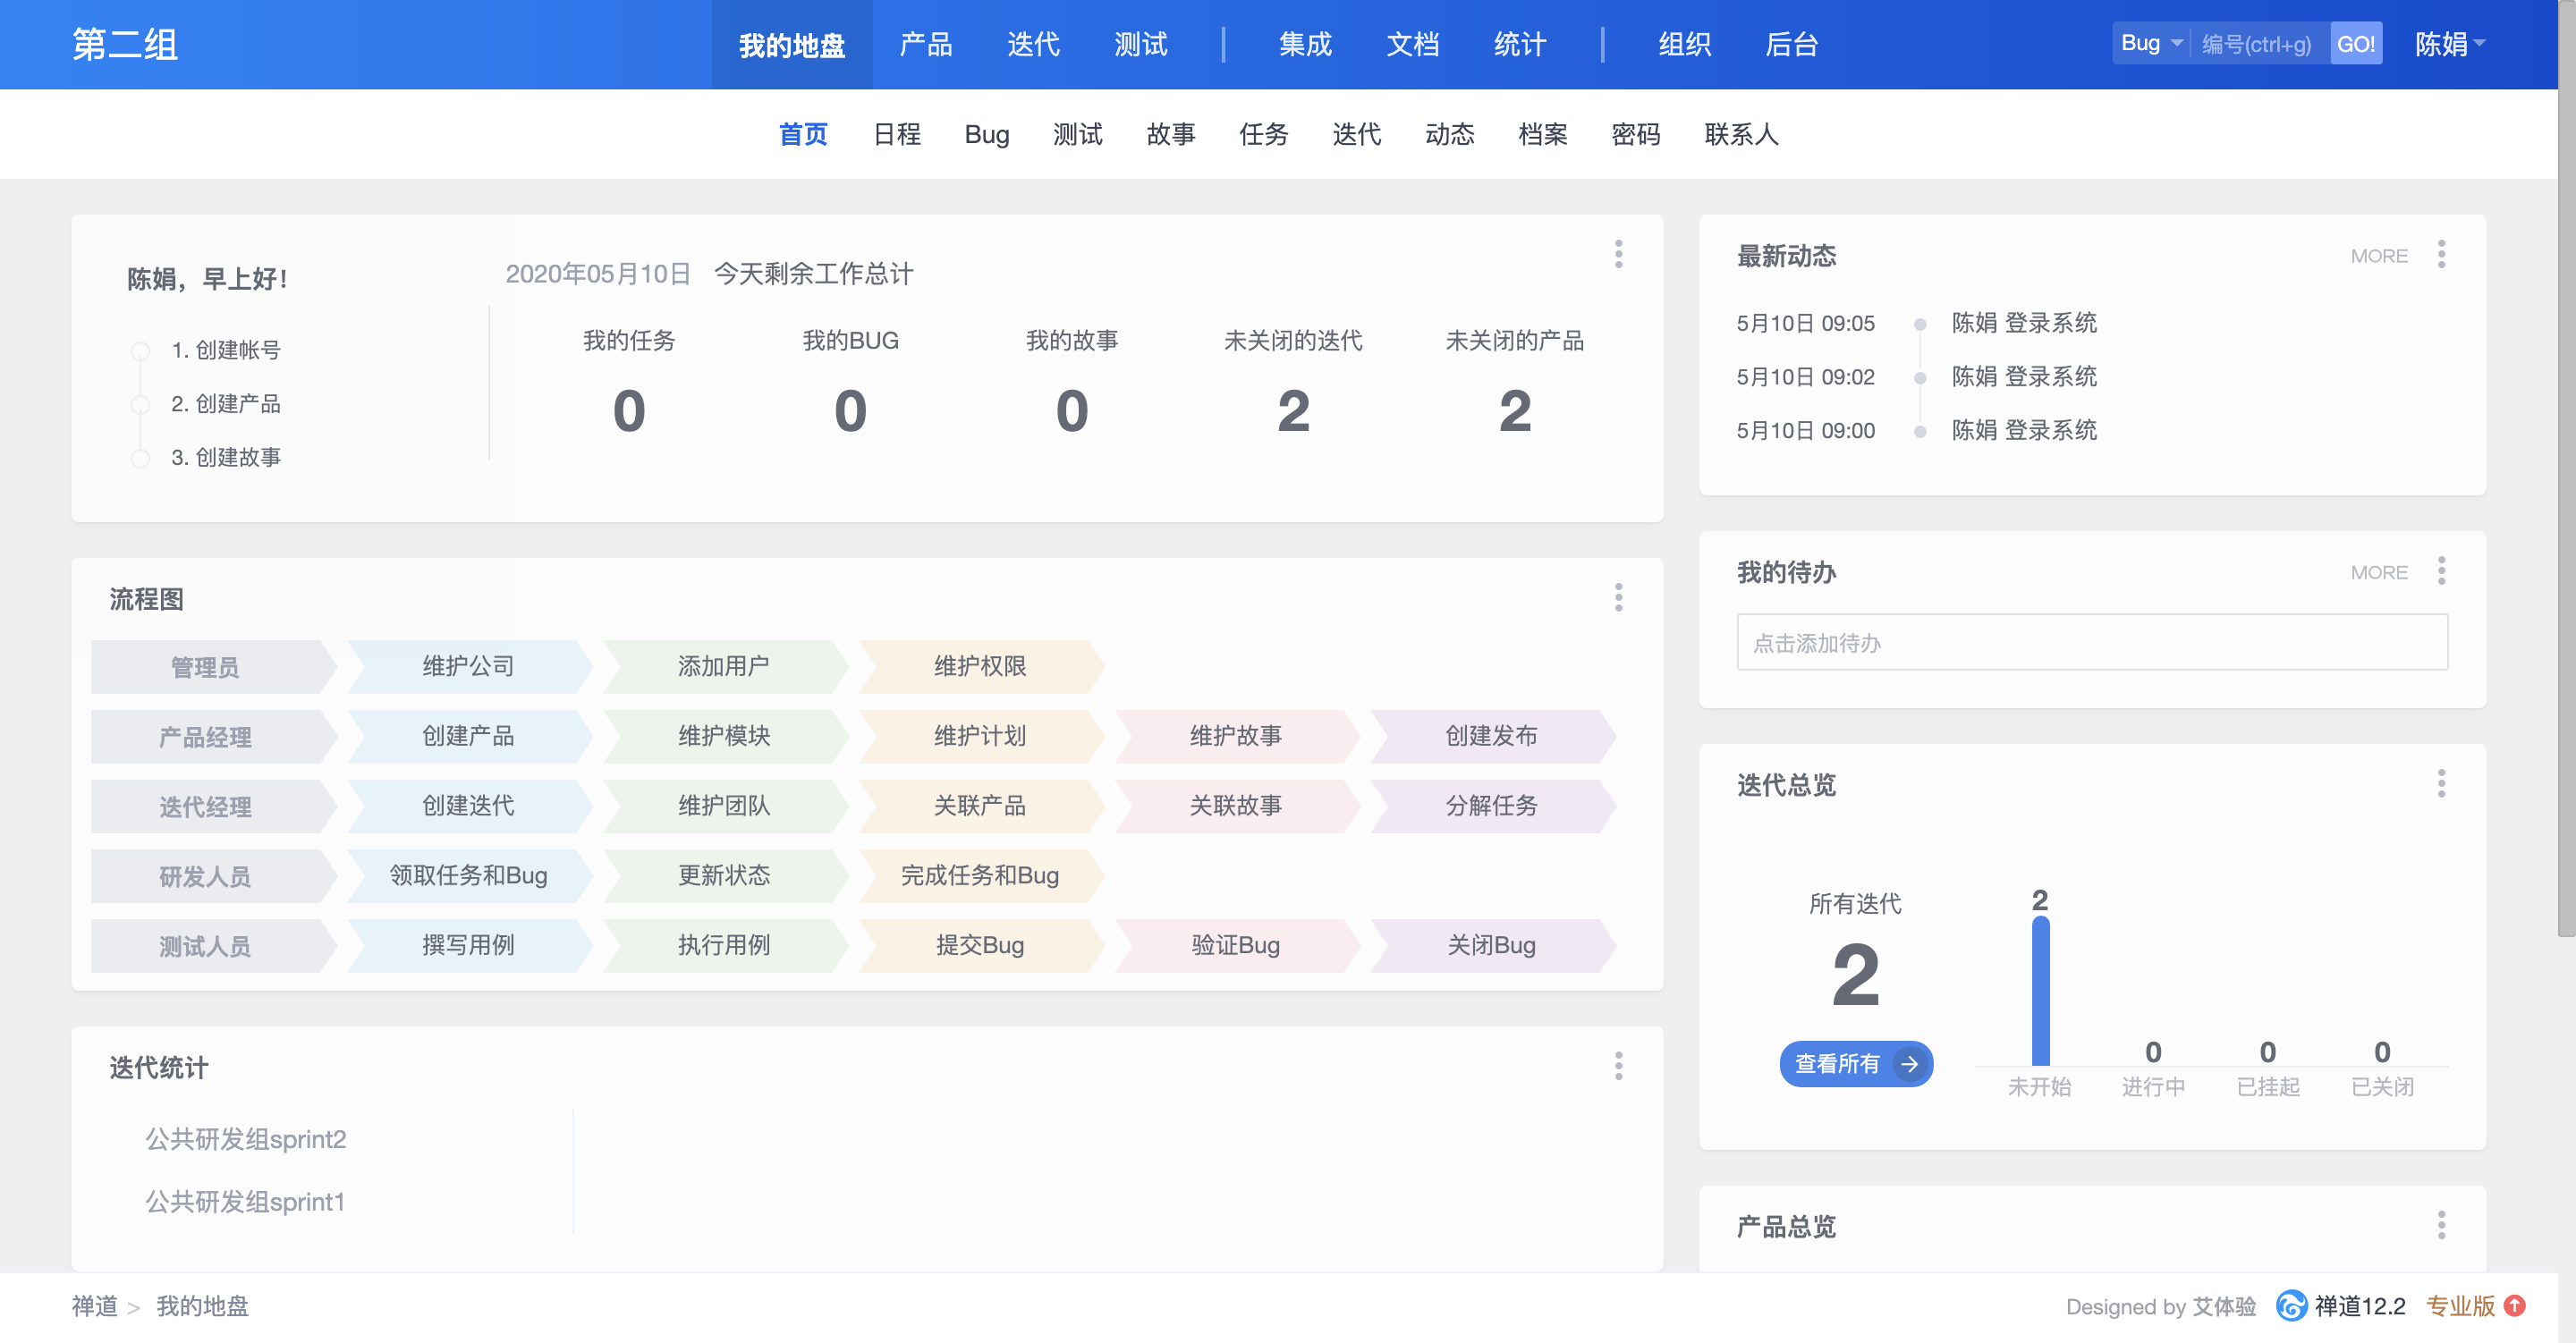 第二组 我的地盘 产品 迭代 测试 集成 文档 统计 组织 后台 Bug 编号(ctrl+g) GO! 陈娟
首页 日程 Bug 测试 故事 任务 迭代 动态 档案 密码 联系人
陈娟，早上好！
1. 创建帐号
2. 创建产品
3. 创建故事
2020年05月10日 今天剩余工作总计
我的任务 我的BUG 我的故事 未关闭的迭代 未关闭的产品
0 0 0 2 2
流程图
管理员 维护公司 添加用户 维护权限
产品经理 创建产品 维护模块 维护计划 维护故事 创建发布
迭代经理 创建迭代 维护团队 关联产品 关联故事 分解任务
研发人员 领取任务和Bug 更新状态 完成任务和Bug
测试人员 撰写用例 执行用例 提交Bug 验证Bug 关闭Bug
迭代统计
公共研发组sprint2
公共研发组sprint1
最新动态 MORE
5月10日 09:05 陈娟 登录系统
5月10日 09:02 陈娟 登录系统
5月10日 09:00 陈娟 登录系统
我的待办 MORE
点击添加待办
迭代总览
所有迭代
2
查看所有
2 0 0 0
未开始 进行中 已挂起 已关闭
产品总览
禅道 > 我的地盘
Designed by 艾体验 禅道12.2 专业版